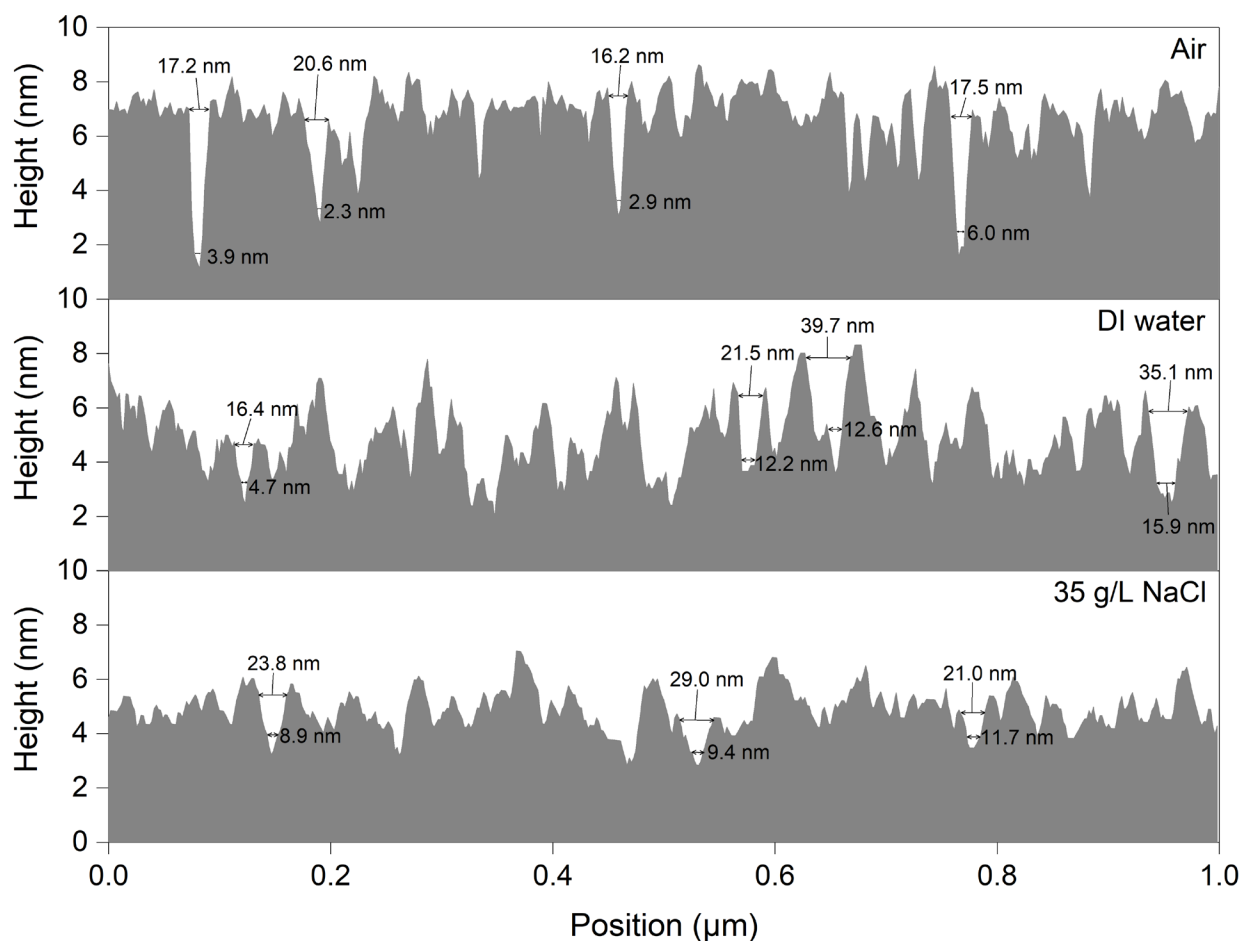 10
Air
17.2 nm
20.6 nm
16.2 nm
17.5 nm
8
6
4
2
Height (nm)
3.9 nm
2.3 nm
2.9 nm
6.0 nm
10
DI water
39.7 nm
21.5 nm
35.1 nm
16.4 nm
8
6
4
2
Height (nm)
4.7 nm
12.2 nm
12.6 nm
15.9 nm
10
35 g/L NaCl
23.8 nm
29.0 nm
21.0 nm
8
6
4
2
0
Height (nm)
8.9 nm
9.4 nm
11.7 nm
0.0 0.2 0.4 0.6 0.8 1.0
Position (μm)